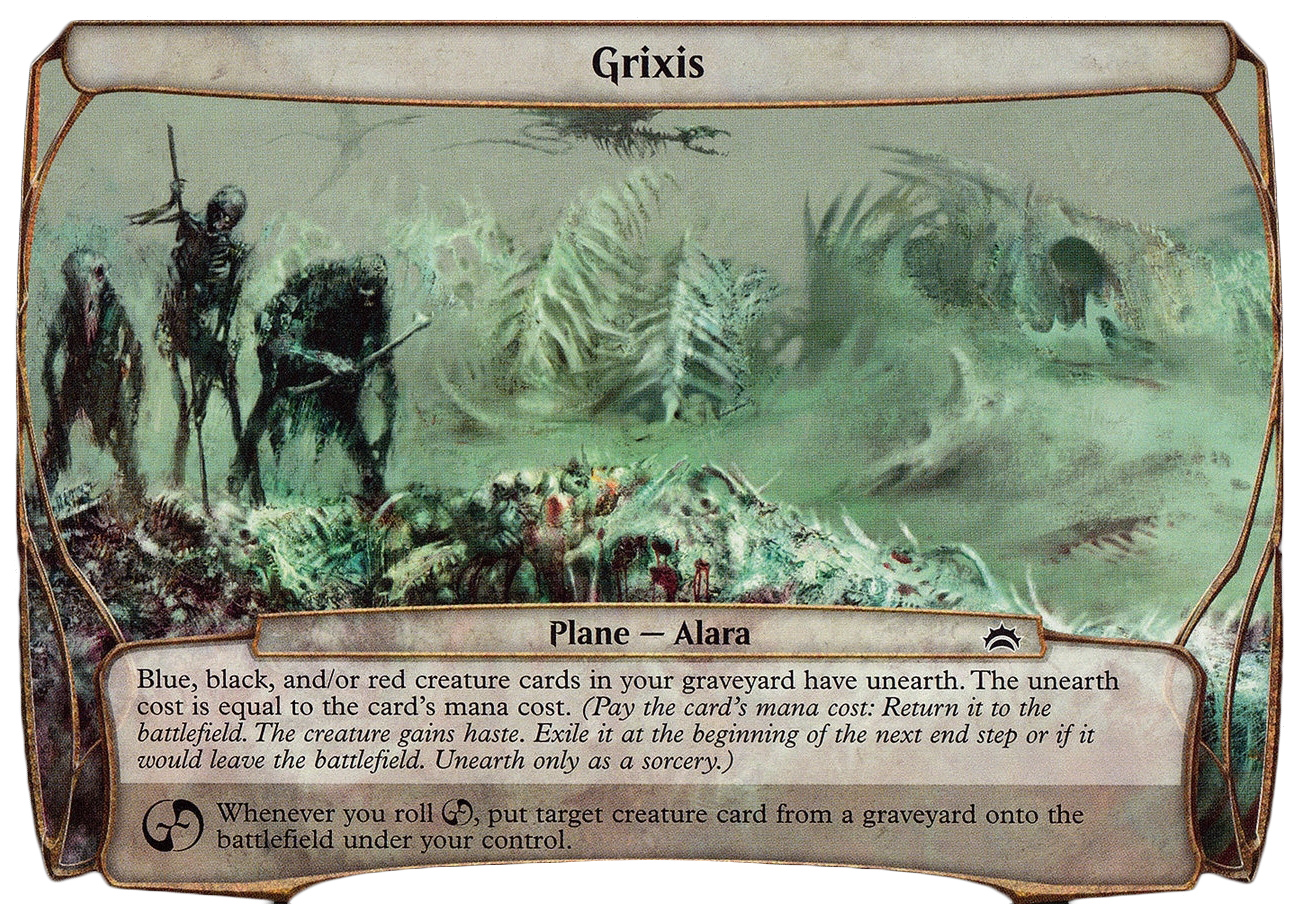 Grixis
Plane — Alara
Blue, black, and/or red creature cards in your graveyard have unearth. The unearth
cost is equal to the card's mana cost. (Pay the card's mana cost: Return it to the
battlefield. The creature gains haste. Exile it at the beginning of the next end step or if it
would leave the battlefield. Unearth only as a sorcery.)
Whenever you roll , put target creature card from a graveyard onto the
battlefield under your control.